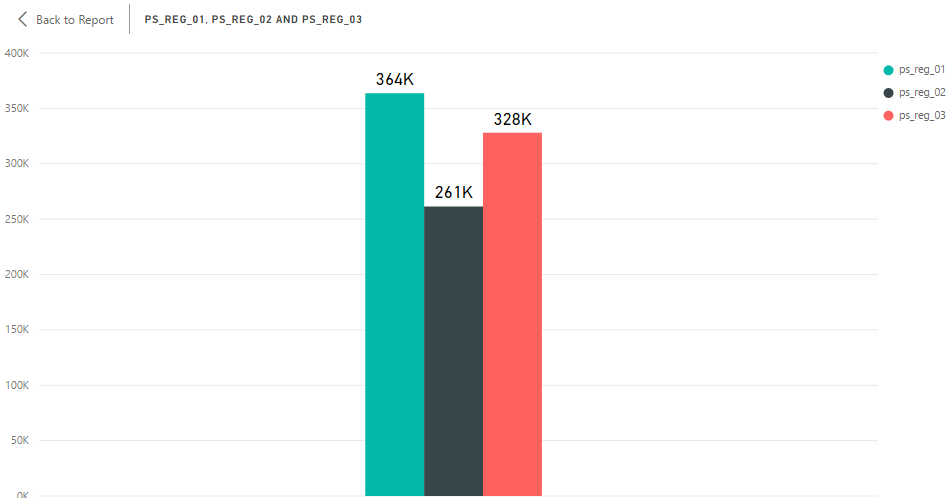 Back to Report PS_REG_01, PS_REG_02 AND PS_REG_03
400K
364K
ps_reg_01
ps_reg_02
350K
328K
ps_reg_03
300K
261K
250K
200K
150K
100K
50K
0K